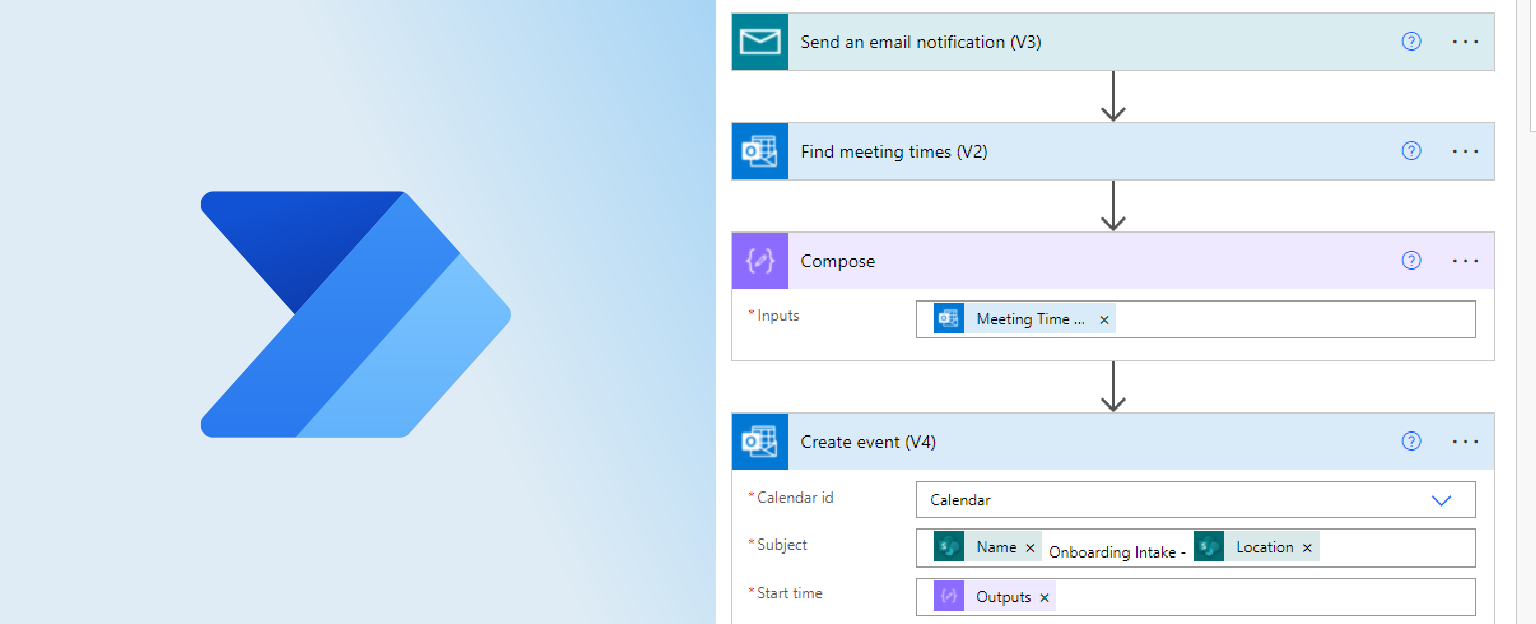 Send an email notification (V3)
Find meeting times (V2)
Compose
* Inputs Meeting Time ... ×
Create event (V4)
* Calendar id Calendar
* Subject Name × Onboarding Intake - Location ×
* Start time Outputs ×